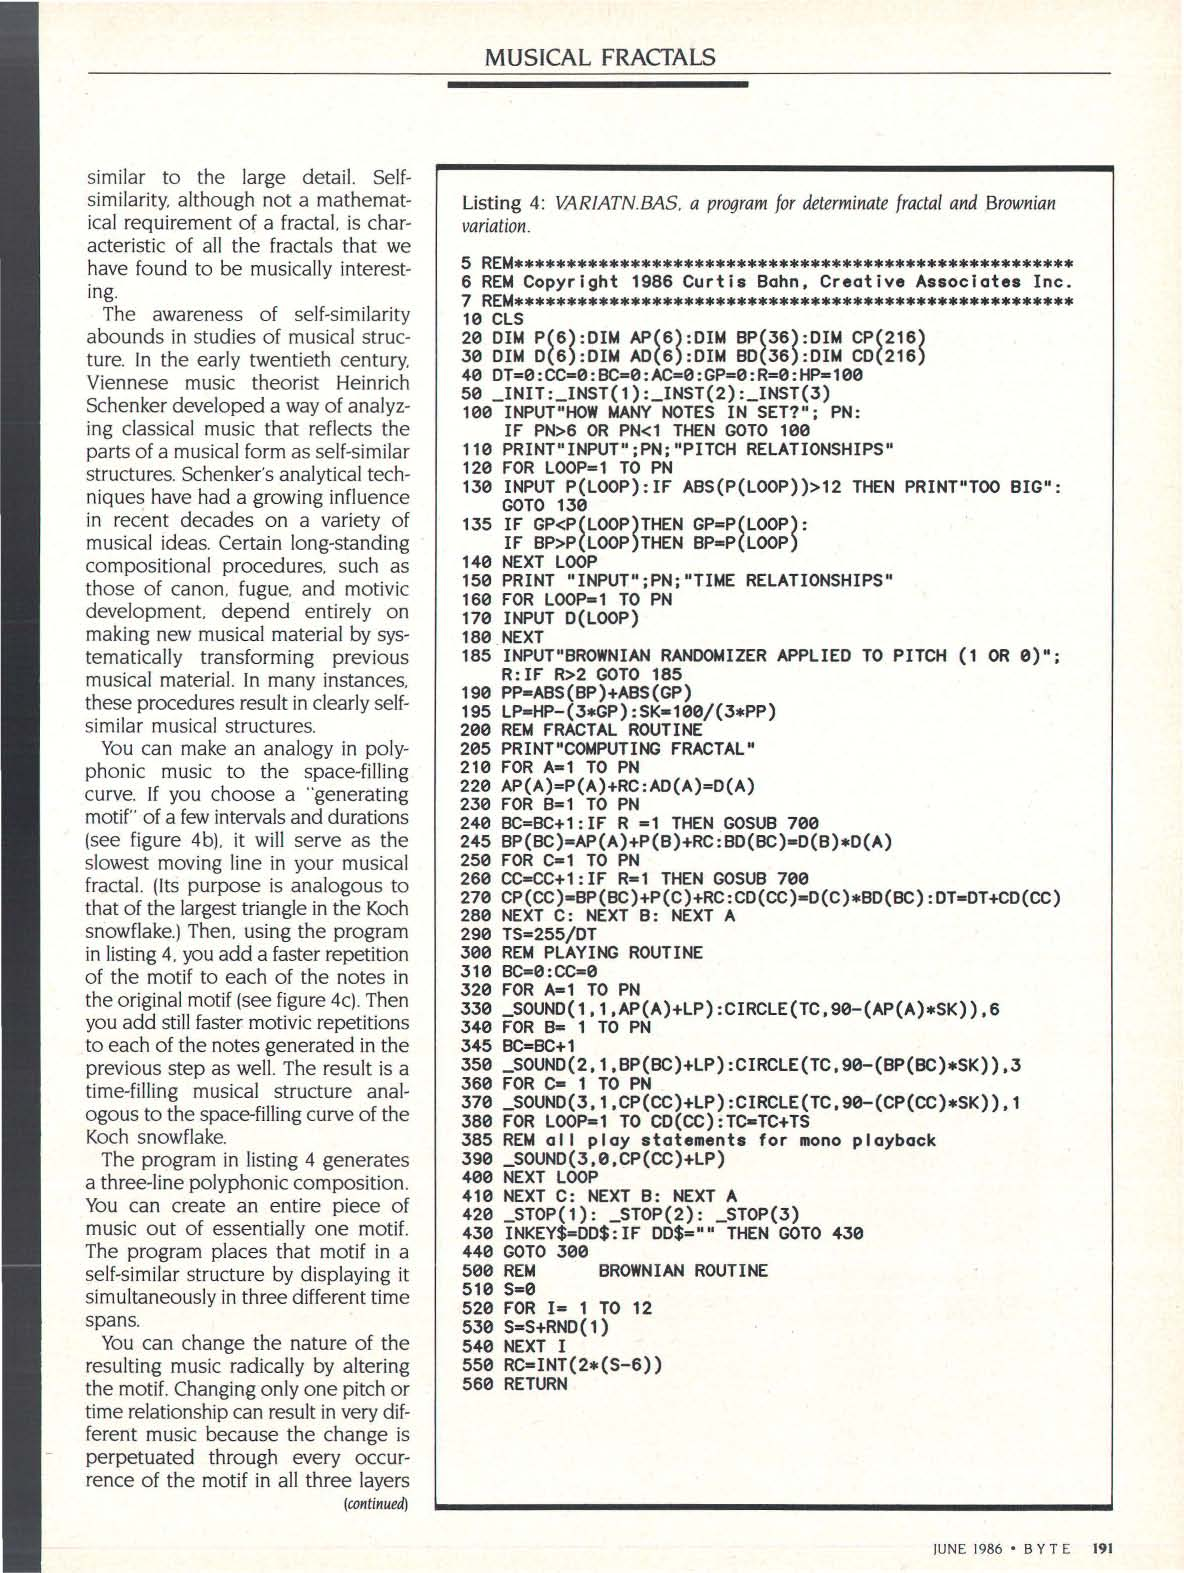 MUSICAL FRACTALS
similar to the large detail. Self-
similarity, although not a mathemat-
ical requirement of a fractal, is char-
acteristic of all the fractals that we
have found to be musically interest-
ing.
The awareness of self-similarity
abounds in studies of musical struc-
ture. In the early twentieth century,
Viennese music theorist Heinrich
Schenker developed a way of analyz-
ing classical music that reflects the
parts of a musical form as self-similar
structures. Schenker's analytical tech-
niques have had a growing influence
in recent decades on a variety of
musical ideas. Certain long-standing
compositional procedures, such as
those of canon, fugue, and motivic
development, depend entirely on
making new musical material by sys-
tematically transforming previous
musical material. In many instances,
these procedures result in clearly self-
similar musical structures.
You can make an analogy in poly-
phonic music to the space-filling
curve. If you choose a "generating
motif" of a few intervals and durations
(see figure 4b), it will serve as the
slowest moving line in your musical
fractal. (Its purpose is analogous to
that of the largest triangle in the Koch
snowflake.) Then, using the program
in listing 4, you add a faster repetition
of the motif to each of the notes in
the original motif (see figure 4c). Then
you add still faster motivic repetitions
to each of the notes generated in the
previous step as well. The result is a
time-filling musical structure anal-
ogous to the space-filling curve of the
Koch snowflake.
The program in listing 4 generates
a three-line polyphonic composition.
You can create an entire piece of
music out of essentially one motif.
The program places that motif in a
self-similar structure by displaying it
simultaneously in three different time
spans.
You can change the nature of the
resulting music radically by altering
the motif. Changing only one pitch or
time relationship can result in very dif-
ferent music because the change is
perpetuated through every occur-
rence of the motif in all three layers
(continued)
Listing 4: VARIATN.BAS, a program for determinate fractal and Brownian
variation.
5 REM******************************************************
6 REM Copyright 1986 Curtis Bahn, Creative Associates Inc.
7 REM******************************************************
10 CLS
20 DIM P(6):DIM AP(6):DIM BP(36):DIM CP(216)
30 DIM D(6):DIM AD(6):DIM BD(36):DIM CD(216)
40 DT=0:CC=0:BC=0:AC=0:GP=0:R=0:HP=100
50 _INIT:_INST(1):_INST(2):_INST(3)
100 INPUT"HOW MANY NOTES IN SET?"; PN:
IF PN>6 OR PN<1 THEN GOTO 100
110 PRINT"INPUT";PN;"PITCH RELATIONSHIPS"
120 FOR LOOP=1 TO PN
130 INPUT P(LOOP):IF ABS(P(LOOP))>12 THEN PRINT"TOO BIG":
GOTO 130
135 IF GP<P(LOOP)THEN GP=P(LOOP):
IF BP>P(LOOP)THEN BP=P(LOOP)
140 NEXT LOOP
150 PRINT "INPUT";PN;"TIME RELATIONSHIPS"
160 FOR LOOP=1 TO PN
170 INPUT D(LOOP)
180 NEXT
185 INPUT"BROWNIAN RANDOMIZER APPLIED TO PITCH (1 OR 0)";
R:IF R>2 GOTO 185
190 PP=ABS(BP)+ABS(GP)
195 LP=HP-(3*GP):SK=100/(3*PP)
200 REM FRACTAL ROUTINE
205 PRINT"COMPUTING FRACTAL"
210 FOR A=1 TO PN
220 AP(A)=P(A)+RC:AD(A)=D(A)
230 FOR B=1 TO PN
240 BC=BC+1:IF R =1 THEN GOSUB 700
245 BP(BC)=AP(A)+P(B)+RC:BD(BC)=D(B)*D(A)
250 FOR C=1 TO PN
260 CC=CC+1:IF R=1 THEN GOSUB 700
270 CP(CC)=BP(BC)+P(C)+RC:CD(CC)=D(C)*BD(BC):DT=DT+CD(CC)
280 NEXT C: NEXT B: NEXT A
290 TS=255/DT
300 REM PLAYING ROUTINE
310 BC=0:CC=0
320 FOR A=1 TO PN
330 _SOUND(1,1,AP(A)+LP):CIRCLE(TC,90-(AP(A)*SK)),6
340 FOR B= 1 TO PN
345 BC=BC+1
350 _SOUND(2,1,BP(BC)+LP):CIRCLE(TC,90-(BP(BC)*SK)),3
360 FOR C= 1 TO PN
370 _SOUND(3,1,CP(CC)+LP):CIRCLE(TC,90-(CP(CC)*SK)),1
380 FOR LOOP=1 TO CD(CC):TC=TC+TS
385 REM all play statements for mono playback
390 _SOUND(3,0,CP(CC)+LP)
400 NEXT LOOP
410 NEXT C: NEXT B: NEXT A
420 _STOP(1): _STOP(2): _STOP(3)
430 INKEY$=DD$:IF DD$="" THEN GOTO 430
440 GOTO 300
500 REM BROWNIAN ROUTINE
510 S=0
520 FOR I= 1 TO 12
530 S=S+RND(1)
540 NEXT I
550 RC=INT(2*(S-6))
560 RETURN
JUNE 1986 • BYTE 191